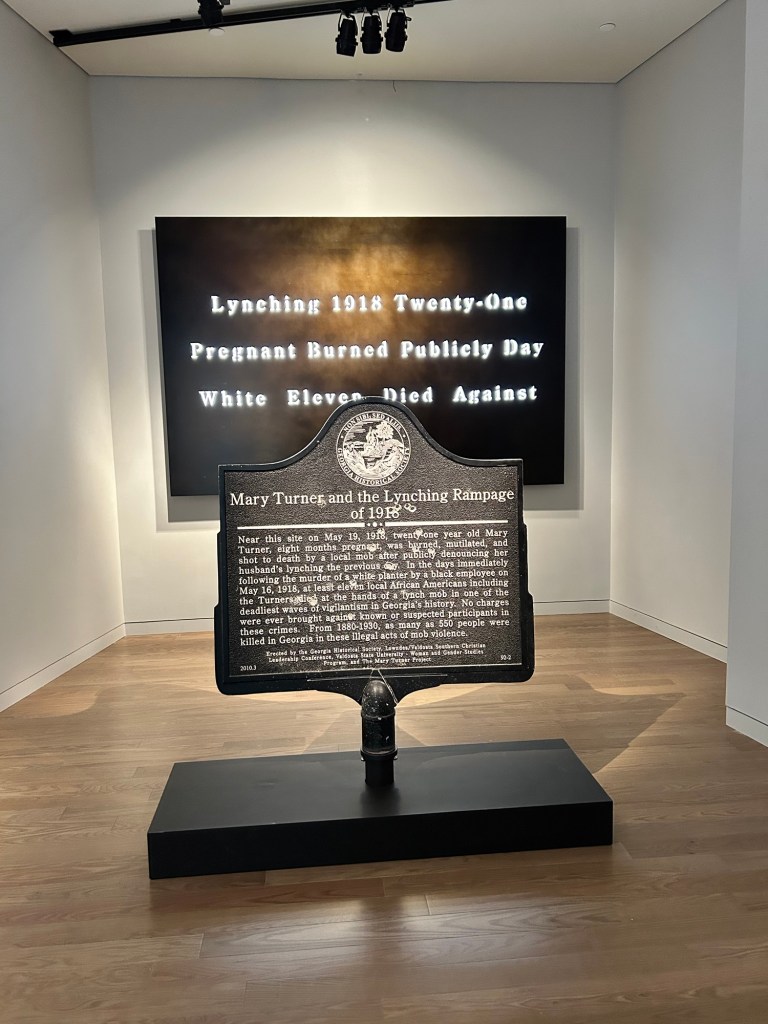 Lynching 1918 Twenty-One
Pregnant Burned Publicly Day
White Eleven Died Against
NON SIBI, SED ALIIS
GEORGIA HISTORICAL SOCIETY
Mary Turner and the Lynching Rampage
of 1918
Near this site on May 19, 1918, twenty-one year old Mary
Turner, eight months pregnant, was burned, mutilated, and
shot to death by a local mob after publicly denouncing her
husband's lynching the previous day. In the days immediately
following the murder of a white planter by a black employee on
May 16, 1918, at least eleven local African Americans including
the Turners died at the hands of a lynch mob in one of the
deadliest waves of vigilantism in Georgia's history. No charges
were ever brought against known or suspected participants in
these crimes. From 1880-1930, as many as 550 people were
killed in Georgia in these illegal acts of mob violence.
Erected by the Georgia Historical Society, Lowndes/Valdosta Southern Christian
Leadership Conference, Valdosta State University - Women and Gender Studies
Program, and The Mary Turner Project
2010.3 92-2